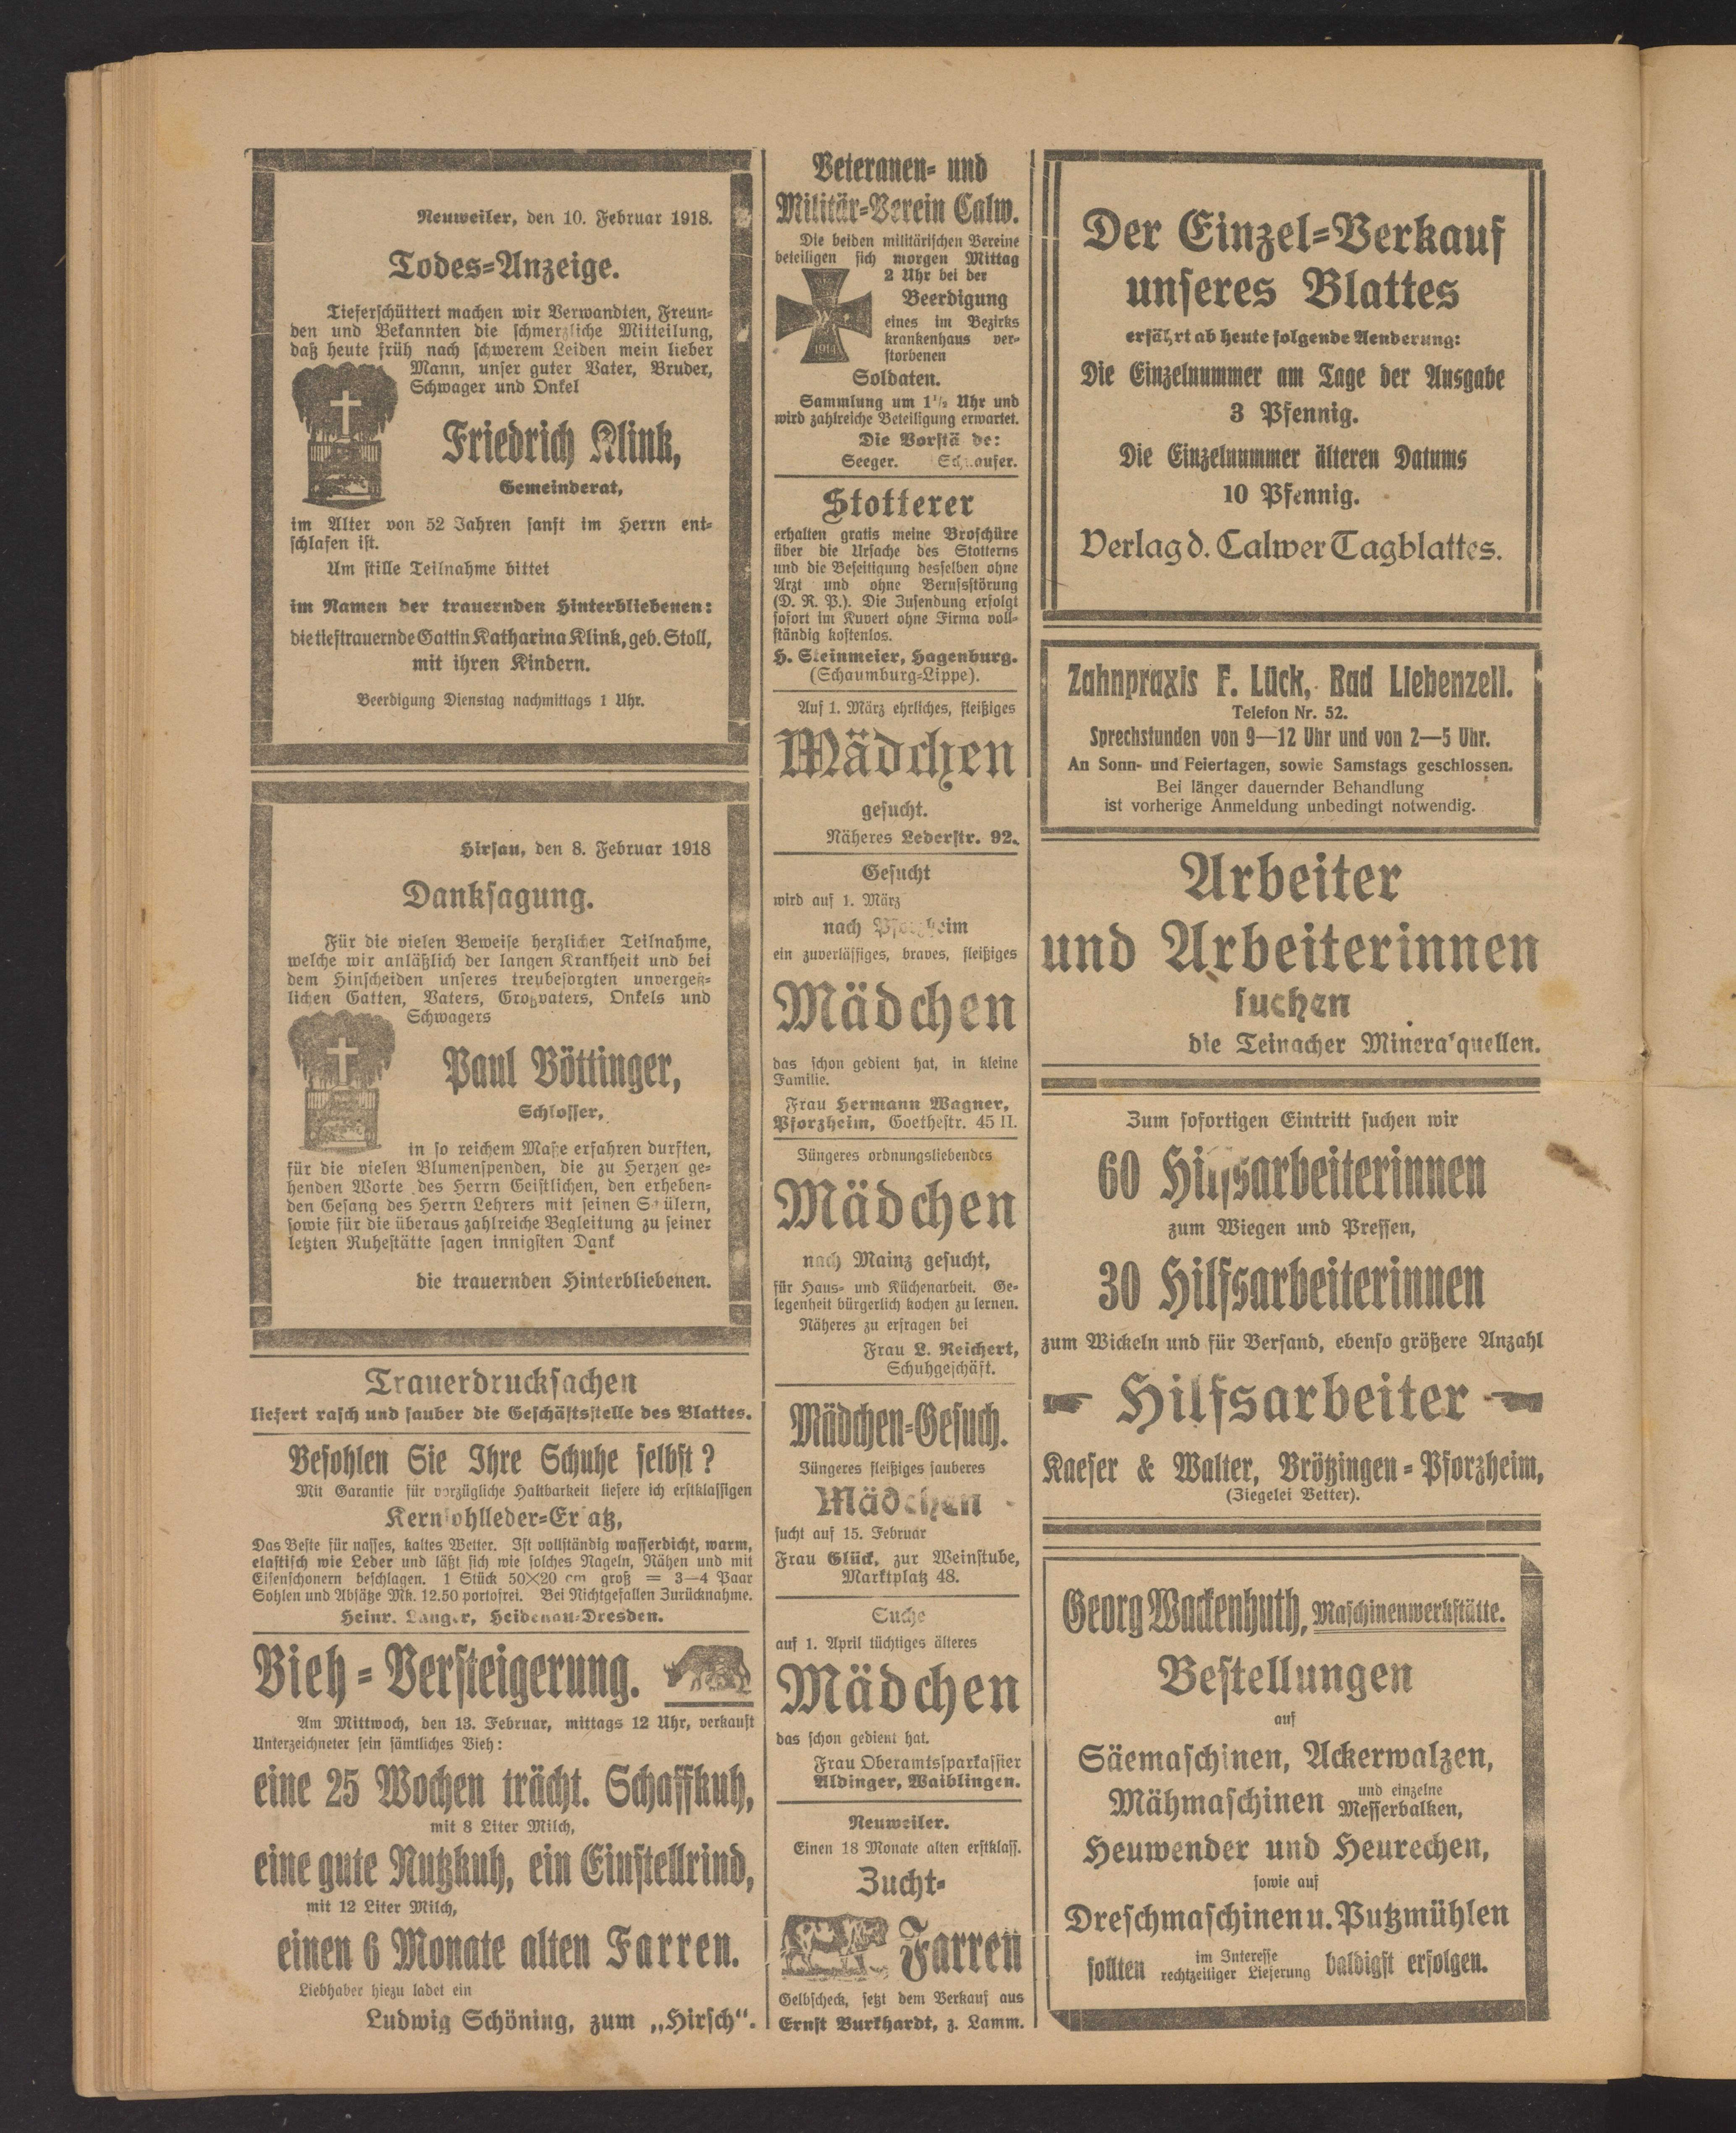 Neuweiler, den 10. Februar 1918.
Todes-Anzeige.
Tieferschüttert machen wir Verwandten, Freun-
den und Bekannten die schmerzliche Mitteilung,
daß heute früh nach schwerem Leiden mein lieber
Mann, unser guter Vater, Bruder,
Schwager und Onkel
Friedrich Klink,
Gemeinderat,
im Alter von 52 Jahren sanft im Herrn ent-
schlafen ist.
Um stille Teilnahme bittet
im Namen der trauernden Hinterbliebenen:
die tieftrauernde Gattin Katharina Klink, geb. Stoll,
mit ihren Kindern.
Beerdigung Dienstag nachmittags 1 Uhr.
Hirsau, den 8. Februar 1918
Danksagung.
Für die vielen Beweise herzlicher Teilnahme,
welche wir anläßlich der langen Krankheit und bei
dem Hinscheiden unseres treubesorgten unvergeß-
lichen Gatten, Vaters, Großvaters, Onkels und
Schwagers
Paul Böttinger,
Schlosser,
in so reichem Maße erfahren durften,
für die vielen Blumenspenden, die zu Herzen ge-
henden Worte des Herrn Geistlichen, den erheben-
den Gesang des Herrn Lehrers mit seinen Schülern,
sowie für die überaus zahlreiche Begleitung zu seiner
letzten Ruhestätte sagen innigsten Dank
die trauernden Hinterbliebenen.
Trauerdrucksachen
liefert rasch und sauber die Geschäftsstelle des Blattes.
Besohlen Sie Ihre Schuhe selbst?
Mit Garantie für vorzügliche Haltbarkeit liefere ich erstklassigen
Kernsohlleder-Ersatz,
Das Beste für nasses, kaltes Wetter. Ist vollständig wasserdicht, warm,
elastisch wie Leder und läßt sich wie solches Nageln, Nähen und mit
Eisenschonern beschlagen. 1 Stück 50×20 cm groß = 3—4 Paar
Sohlen und Absätze Mk. 12.50 portofrei. Bei Nichtgefallen Zurücknahme.
Heinr. Langer, Heidenau-Dresden.
Vieh-Versteigerung.
Am Mittwoch, den 13. Februar, mittags 12 Uhr, verkauft
Unterzeichneter sein sämtliches Vieh:
eine 25 Wochen trächt. Schaffkuh,
mit 8 Liter Milch,
eine gute Nutzkuh, ein Einstellrind,
mit 12 Liter Milch,
einen 6 Monate alten Farren.
Liebhaber hiezu ladet ein
Ludwig Schöning, zum „Hirsch“.
Veteranen- und
Militär-Verein Calw.
Die beiden militärischen Vereine
beteiligen sich morgen Mittag
2 Uhr bei der
Beerdigung
eines im Bezirks
krankenhaus ver-
storbenen
W
1914
Soldaten.
Sammlung um 1½ Uhr und
wird zahlreiche Beteiligung erwartet.
Die Vorstä de:
Seeger.
Stotterer
erhalten gratis meine Broschüre
über die Ursache des Stotterns
und die Beseitigung desselben ohne
Arzt und ohne Berufsstörung
(D. R. P.). Die Zusendung erfolgt
sofort im Kuvert ohne Firma voll-
ständig kostenlos.
H. Steinmeier, Hagenburg.
(Schaumburg-Lippe).
Auf 1. März ehrliches, fleißiges
Mädchen
gesucht.
Näheres Lederstr. 92.
Gesucht
wird auf 1. März
nach Pforzheim
ein zuverlässiges, braves, fleißiges
Mädchen
das schon gedient hat, in kleine
Familie.
Frau Hermann Wagner,
Pforzheim, Goethestr. 45 II.
Jüngeres ordnungsliebendes
Mädchen
nach Mainz gesucht,
für Haus- und Küchenarbeit. Ge-
legenheit bürgerlich kochen zu lernen.
Näheres zu erfragen bei
Frau L. Reichert,
Schuhgeschäft.
Mädchen-Gesuch.
Jüngeres fleißiges sauberes
Mädchen
sucht auf 15. Februar
Frau Glück, zur Weinstube,
Marktplatz 48.
Suche
auf 1. April tüchtiges älteres
Mädchen
das schon gedient hat.
Frau Oberamtssparkassier
Aldinger, Waiblingen.
Neuweiler.
Einen 18 Monate alten erstklass.
Zucht-
Farren
Gelbscheck, setzt dem Verkauf aus
Ernst Burkhardt, z. Lamm.
Der Einzel-Verkauf
unseres Blattes
erfährt ab heute folgende Aenderung:
Die Einzelnummer am Tage der Ausgabe
3 Pfennig.
Die Einzelnummer älteren Datums
10 Pfennig.
Verlag d. Calwer Tagblattes.
Zahnpraxis F. Lück, Bad Liebenzell.
Telefon Nr. 52.
Sprechstunden von 9—12 Uhr und von 2—5 Uhr.
An Sonn- und Feiertagen, sowie Samstags geschlossen.
Bei länger dauernder Behandlung
ist vorherige Anmeldung unbedingt notwendig.
Arbeiter
und Arbeiterinnen
suchen
die Teinacher Mineralquellen.
Zum sofortigen Eintritt suchen wir
60 Hilfsarbeiterinnen
zum Wiegen und Pressen,
30 Hilfsarbeiterinnen
zum Wickeln und für Versand, ebenso größere Anzahl
Hilfsarbeiter
Kaeser & Walter, Brötzingen-Pforzheim,
(Ziegelei Vetter).
Georg Wackenhuth, Maschinenwerkstätte.
Bestellungen
auf
Säemaschinen, Ackerwalzen,
Mähmaschinen und einzelne Messerbalken,
Heuwender und Heurechen,
sowie auf
Dreschmaschinen u. Putzmühlen
sollten im Interesse rechtzeitiger Lieferung baldigst erfolgen.